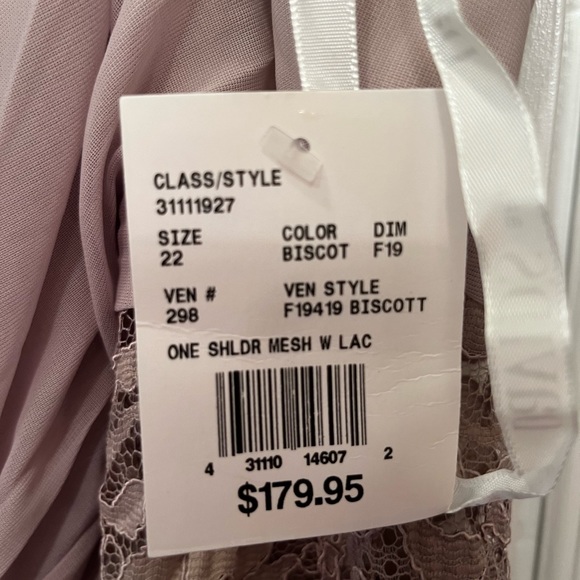 CLASS/STYLE
31111927
SIZE COLOR DIM
22 BISCOT F19
VEN # VEN STYLE
298 F19419 BISCOTT
ONE SHLDR MESH W LAC
4 31110 14607 2
$179.95